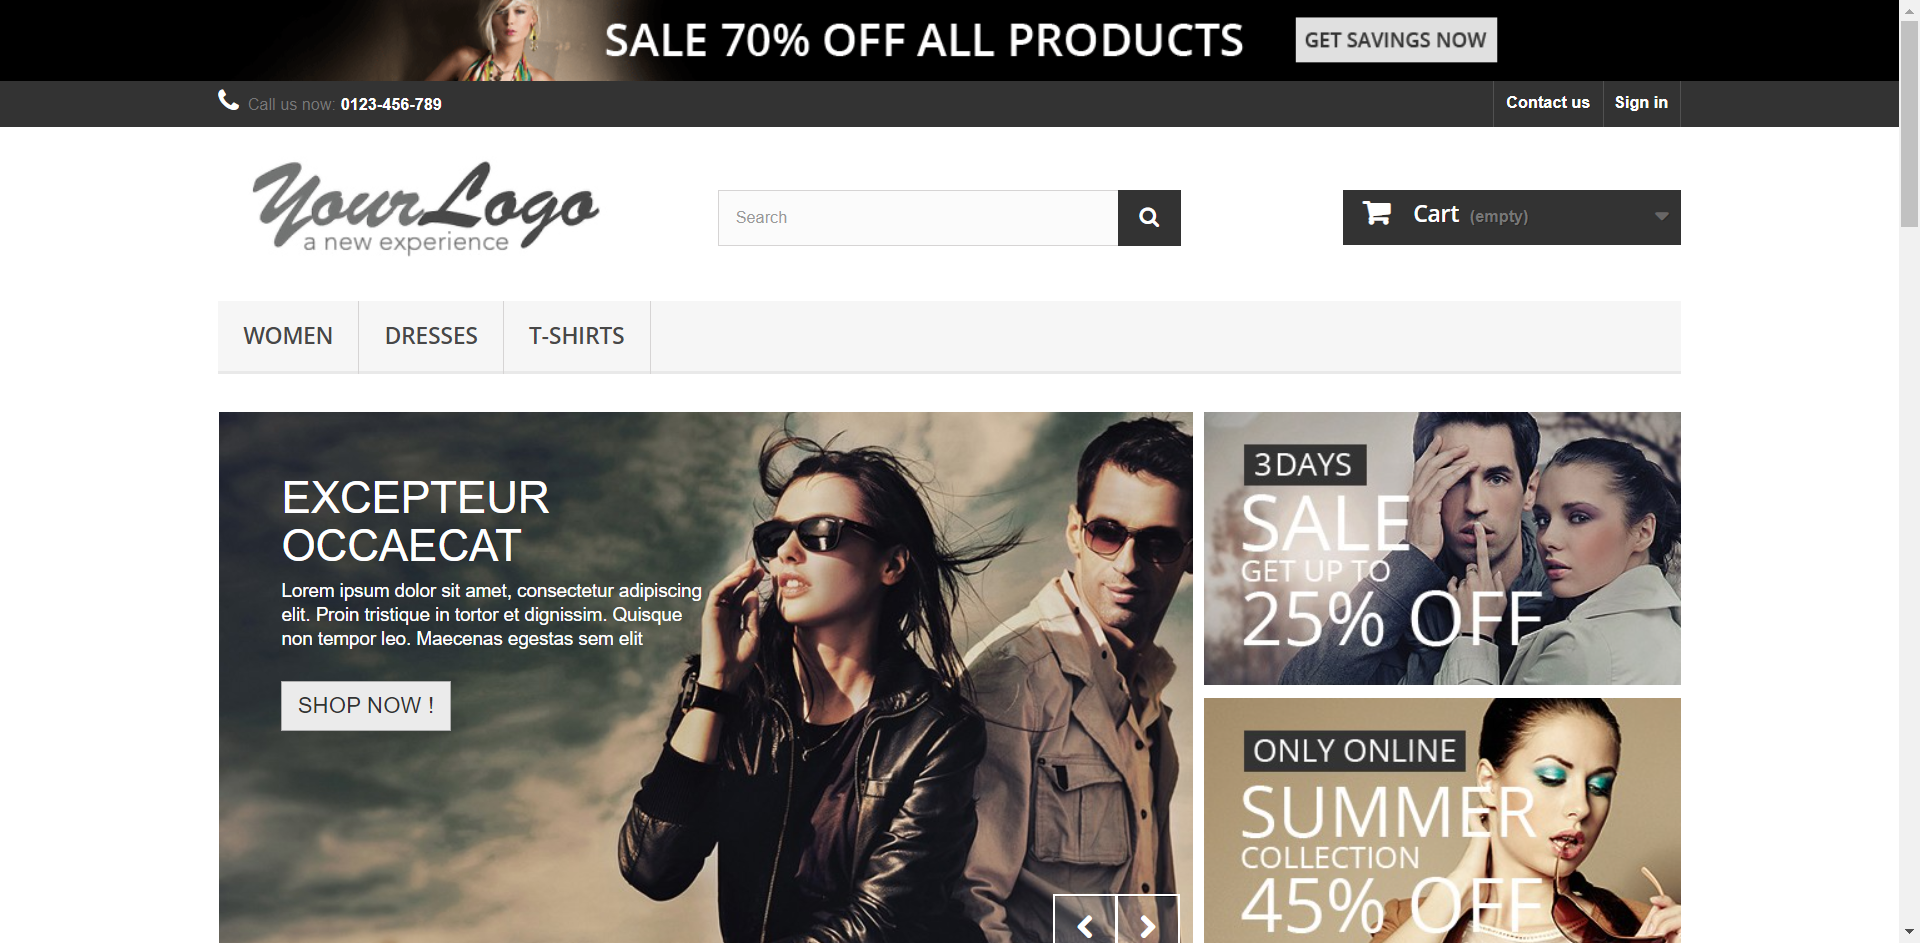 SALE 70% OFF ALL PRODUCTS
GET SAVINGS NOW
Call us now: 0123-456-789
Contact us
Sign in
YourLogo
a new experience
Search
Cart (empty)
WOMEN
DRESSES
T-SHIRTS
EXCEPTEUR
OCCAECAT
Lorem ipsum dolor sit amet, consectetur adipiscing
elit. Proin tristique in tortor et dignissim. Quisque
non tempor leo. Maecenas egestas sem elit
SHOP NOW !
3 DAYS
SALE
GET UP TO
25% OFF
ONLY ONLINE
SUMMER
COLLECTION
45% OFF